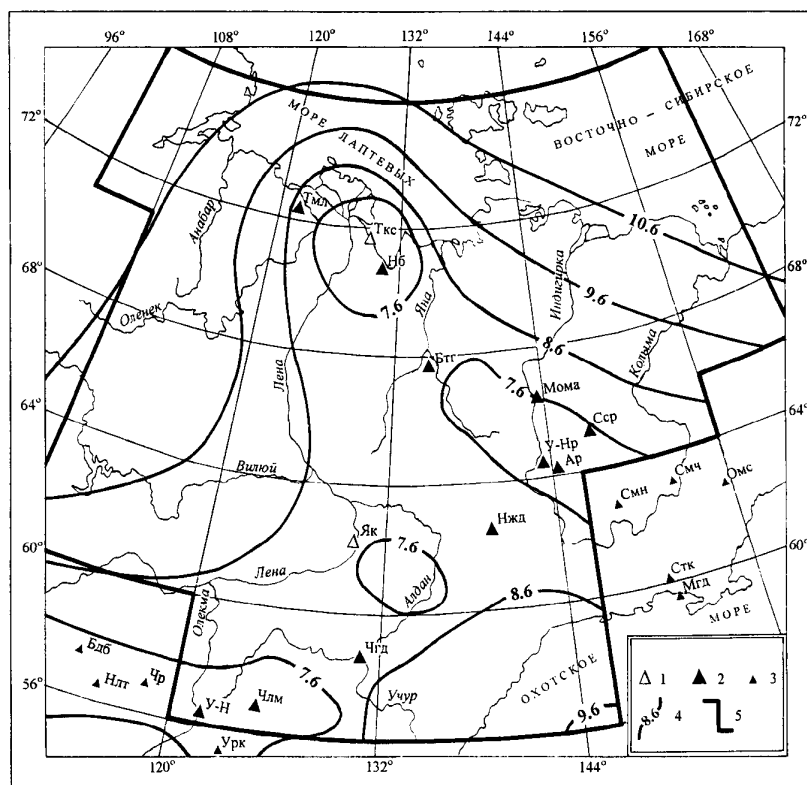 96° 108° 120° 132° 144° 156° 168°
72° 72°
МОРЕ ЛАПТЕВЫХ
ВОСТОЧНО – СИБИРСКОЕ
МОРЕ
Анабар
Тмл
Ткс
Нб
10.6
68° 68°
Оленек
7.6
Яна
Индигирка
9.6
8.6
Колыма
Лена
Бтг
7.6
Мома
64° 64°
Сср
У-Нр
Ар
Вилюй
Смн
Смч
Омс
Нжд
Як
7.6
60° 60°
Лена
Алдан
Стк
Мгд
МОРЕ
Олекма
8.6
Бдб
Чгд
ОХОТСКОЕ
Нлт
Чр
7.6
56° 56°
У-Н
Члм
Учур
9.6
Урк
1 2 3
8.6 4 5
120° 132° 144°